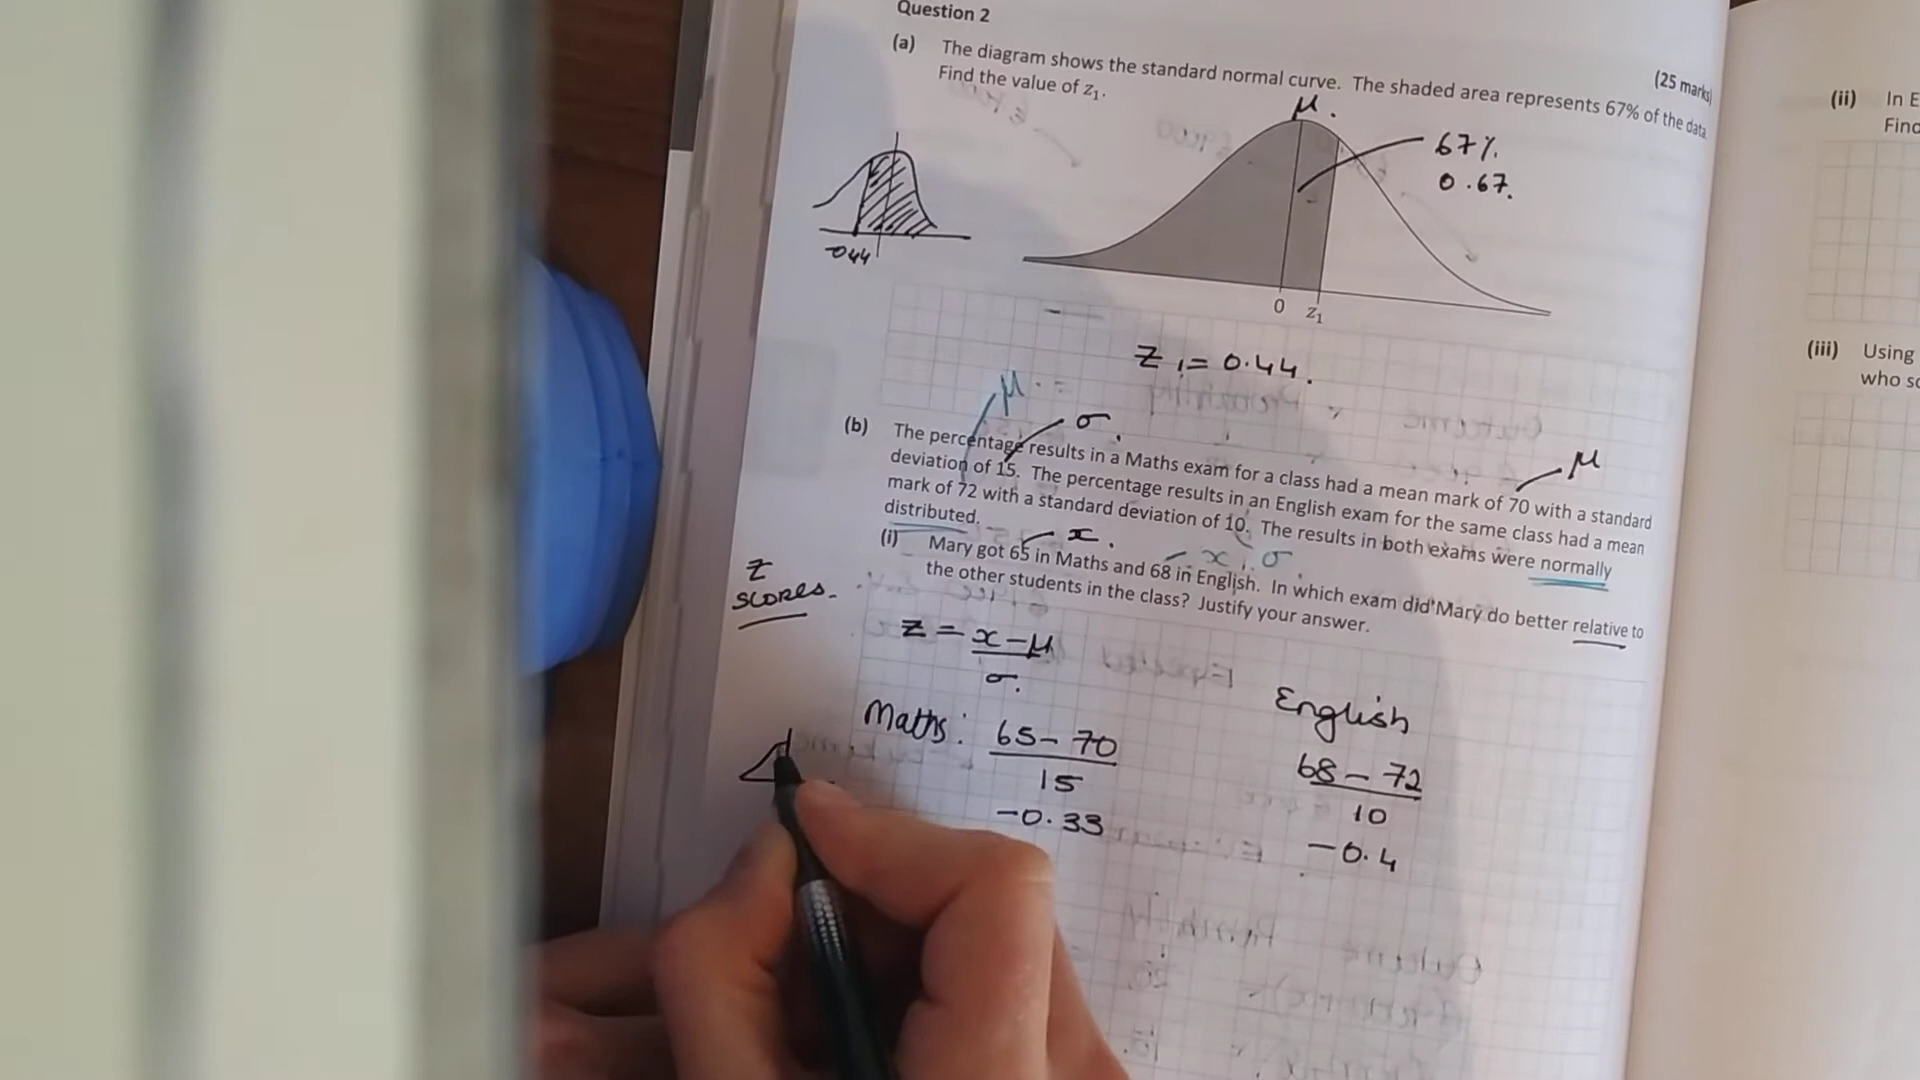 Question 2
(25 marks)
(a) The diagram shows the standard normal curve. The shaded area represents 67% of the data
Find the value of z₁.
μ.
67%.
0.67.
-044
0 z₁
Z₁ = 0.44.
μ.
σ.
μ
(b) The percentage results in a Maths exam for a class had a mean mark of 70 with a standard
deviation of 15. The percentage results in an English exam for the same class had a mean
mark of 72 with a standard deviation of 10. The results in both exams were normally
distributed.
x.
x. σ.
(i) Mary got 65 in Maths and 68 in English. In which exam did Mary do better relative to
the other students in the class? Justify your answer.
Z
SCORES.
z = x-μ
σ.
Maths: 65-70
15
-0.33
English
68-72
10
-0.4
(ii) In E
Find
(iii) Using
who sc